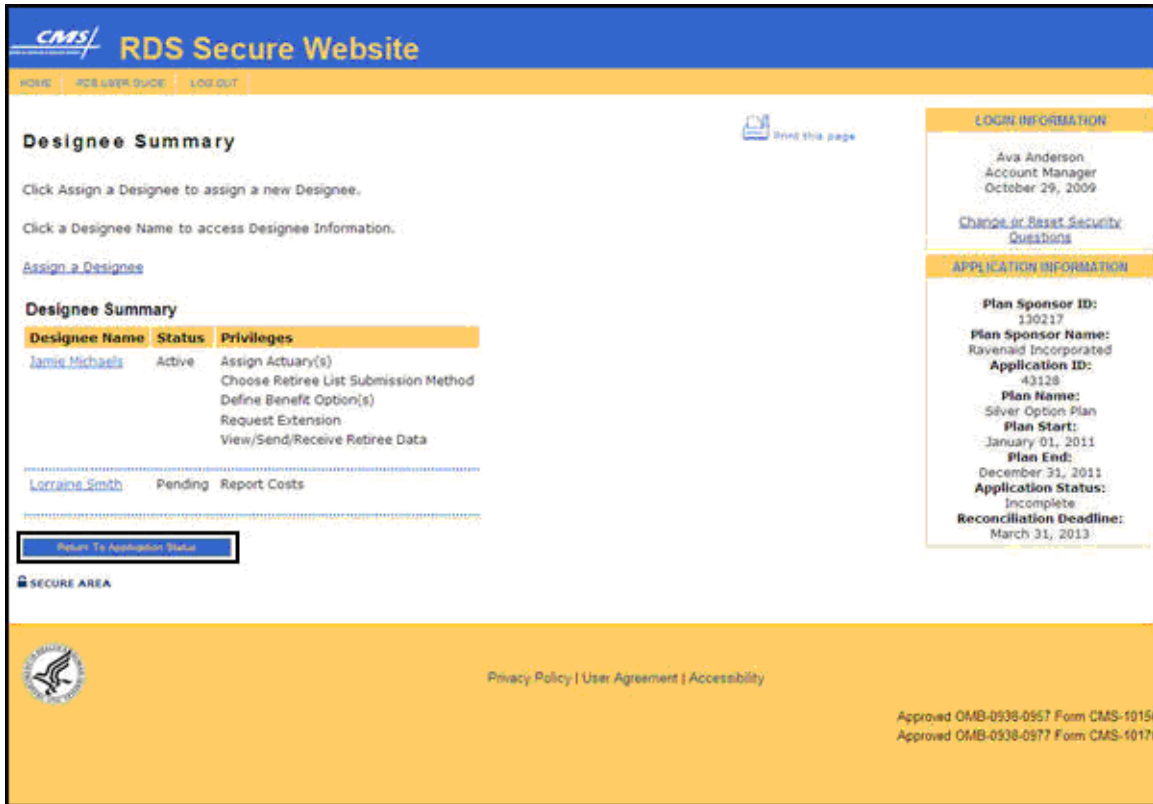 CMS/
RDS Secure Website
HOME RDS USER GUIDE LOG OUT
Designee Summary
Print this page
Click Assign a Designee to assign a new Designee.
Click a Designee Name to access Designee Information.
Assign a Designee
Designee Summary
Designee Name Status Privileges
Jamie Michaels Active Assign Actuary(s)
Choose Retiree List Submission Method
Define Benefit Option(s)
Request Extension
View/Send/Receive Retiree Data
Lorraine Smith Pending Report Costs
Return To Application Status
SECURE AREA
LOGIN INFORMATION
Ava Anderson
Account Manager
October 29, 2009
Change or Reset Security
Questions
APPLICATION INFORMATION
Plan Sponsor ID:
130217
Plan Sponsor Name:
Ravenaid Incorporated
Application ID:
43128
Plan Name:
Silver Option Plan
Plan Start:
January 01, 2011
Plan End:
December 31, 2011
Application Status:
Incomplete
Reconciliation Deadline:
March 31, 2013
Privacy Policy | User Agreement | Accessibility
Approved OMB-0938-0957 Form CMS-1015
Approved OMB-0938-0977 Form CMS-1017